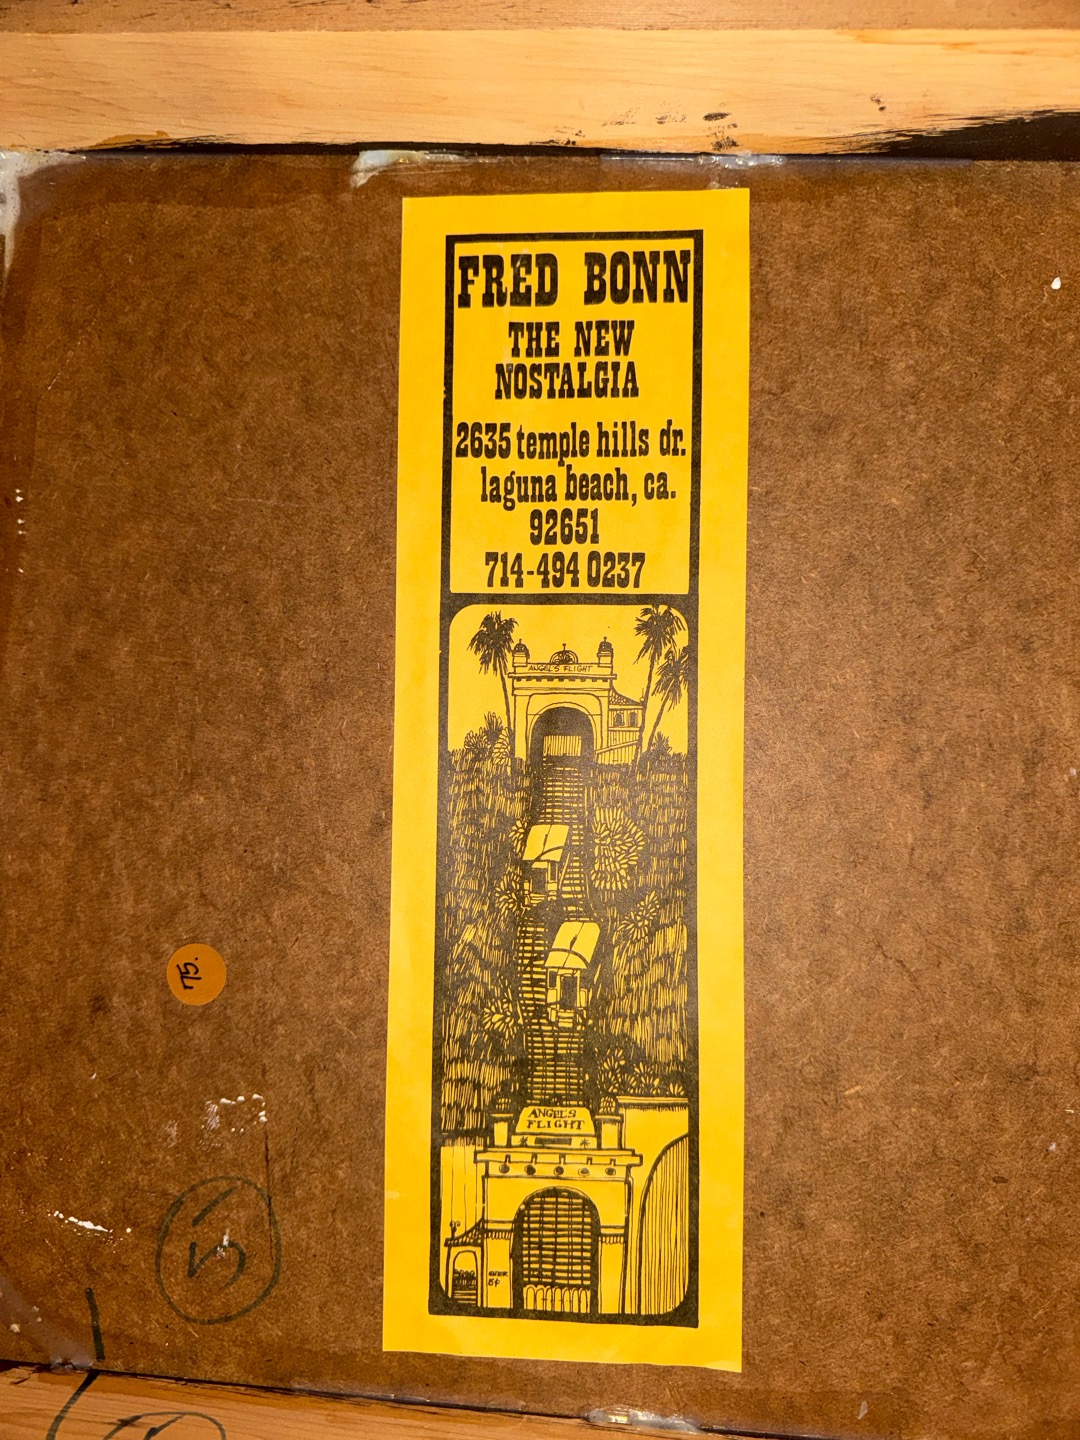 FRED BONN
THE NEW
NOSTALGIA
2635 temple hills dr.
laguna beach, ca.
92651
714-494 0237
ANGEL'S FLIGHT
ANGEL'S
FLIGHT
5¢
75.
5